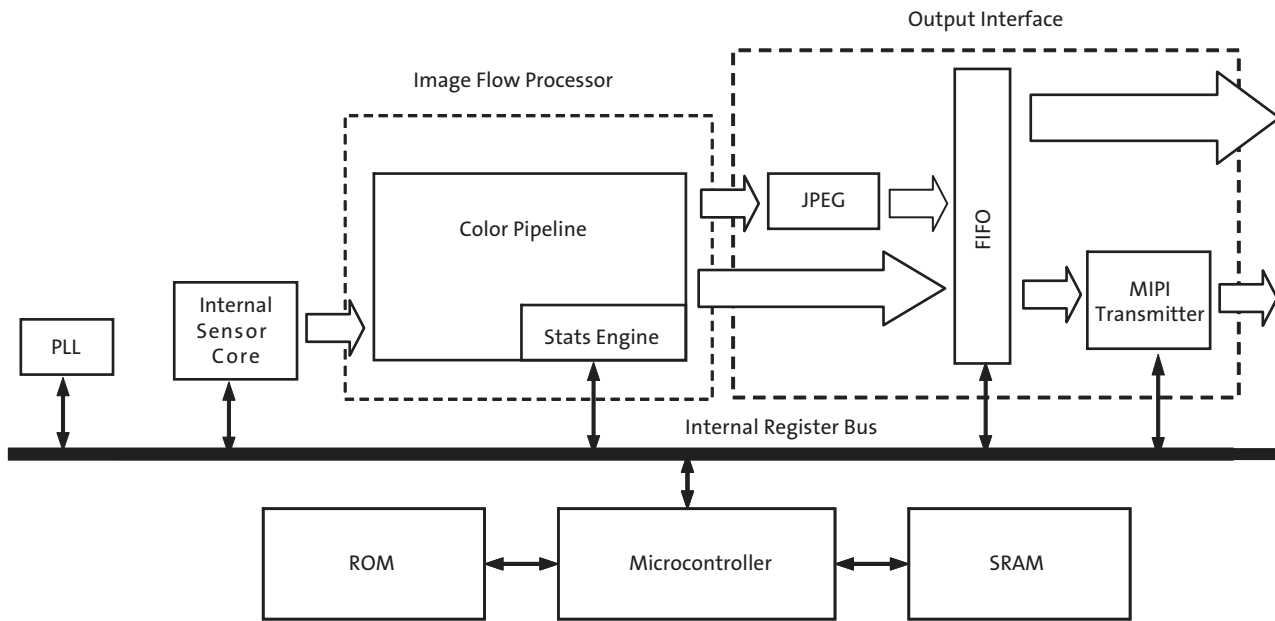 Output Interface
Image Flow Processor
JPEG
Color Pipeline
FIFO
Internal
Sensor
Core
MIPI
Transmitter
Stats Engine
PLL
Internal Register Bus
ROM
Microcontroller
SRAM